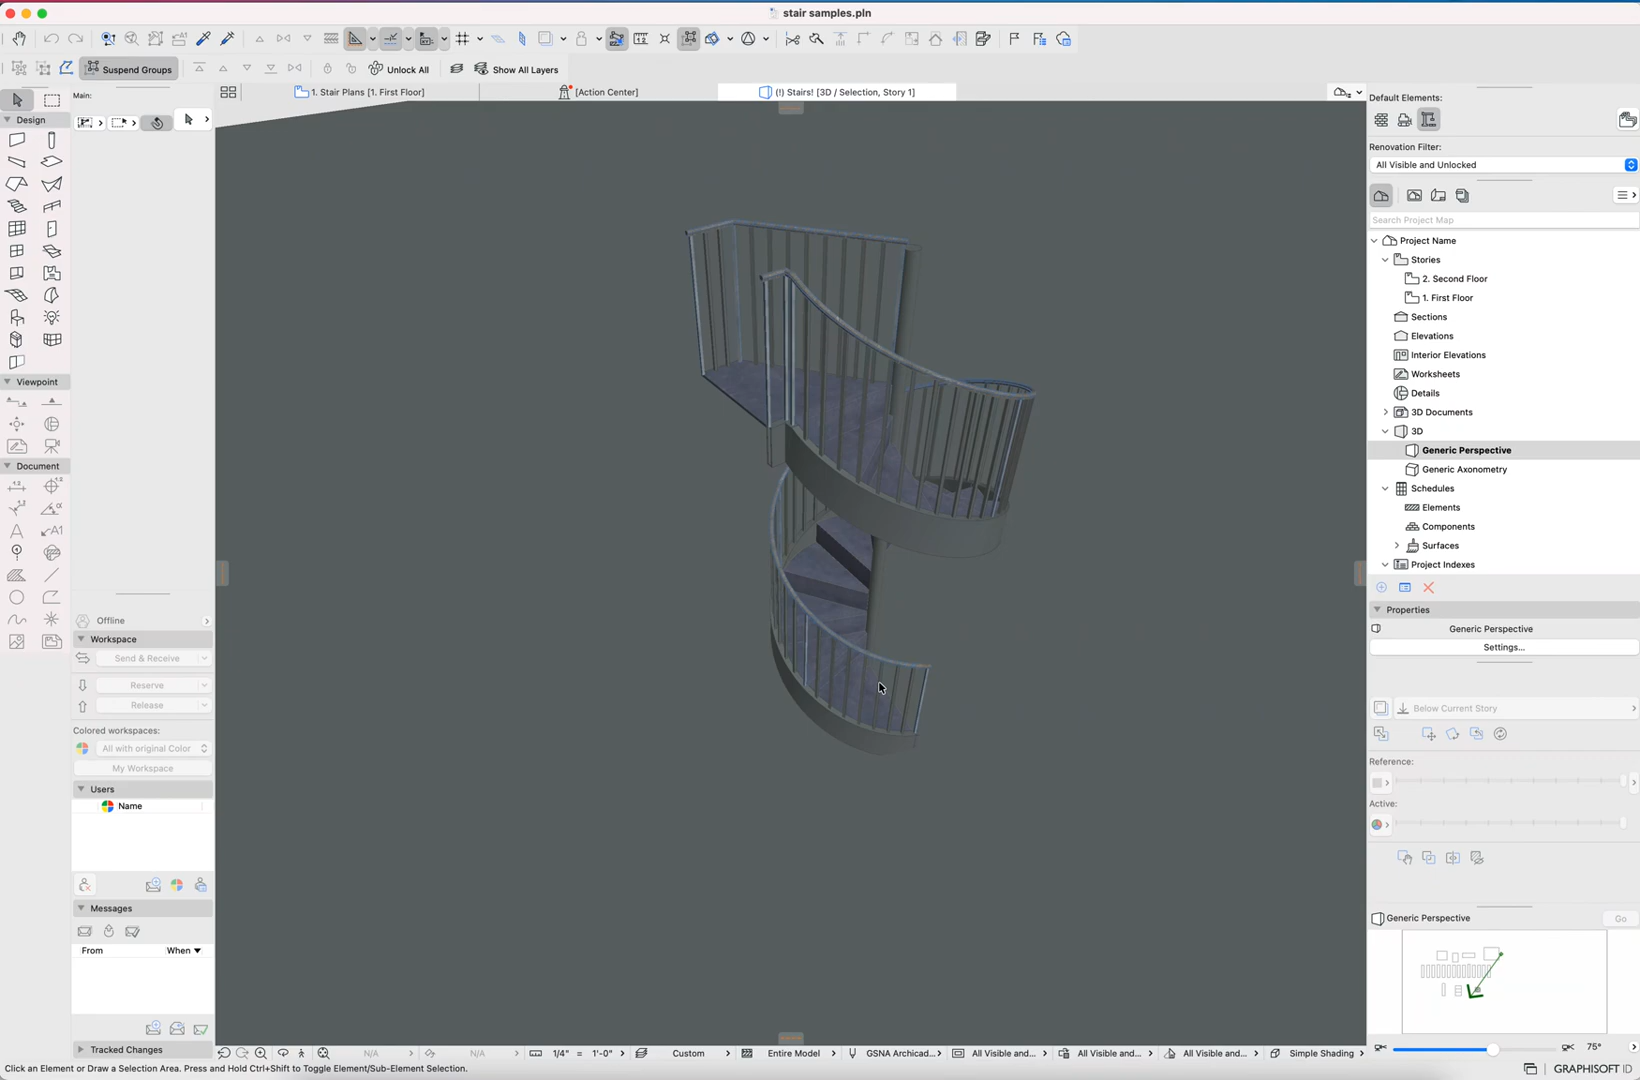 stair samples.pln
Suspend Groups
Unlock All
Show All Layers
Main:
1. Stair Plans [1. First Floor]
[Action Center]
(!) Stairs! [3D / Selection, Story 1]
Design
Viewpoint
Document
1.2
1.2
A
A1
Offline
Workspace
Send & Receive
Reserve
Release
Colored workspaces:
All with original Color
My Workspace
Users
Name
Messages
From
When
Tracked Changes
Default Elements:
Renovation Filter:
All Visible and Unlocked
Search Project Map
Project Name
Stories
2. Second Floor
1. First Floor
Sections
Elevations
Interior Elevations
Worksheets
Details
3D Documents
3D
Generic Perspective
Generic Axonometry
Schedules
Elements
Components
Surfaces
Project Indexes
Properties
Generic Perspective
Settings...
Below Current Story
Reference:
Active:
Generic Perspective
Go
75°
N/A
N/A
1/4" = 1'-0"
Custom
Entire Model
GSNA Archicad...
All Visible and...
All Visible and...
All Visible and...
Simple Shading
Click an Element or Draw a Selection Area. Press and Hold Ctrl+Shift to Toggle Element/Sub-Element Selection.
GRAPHISOFT ID